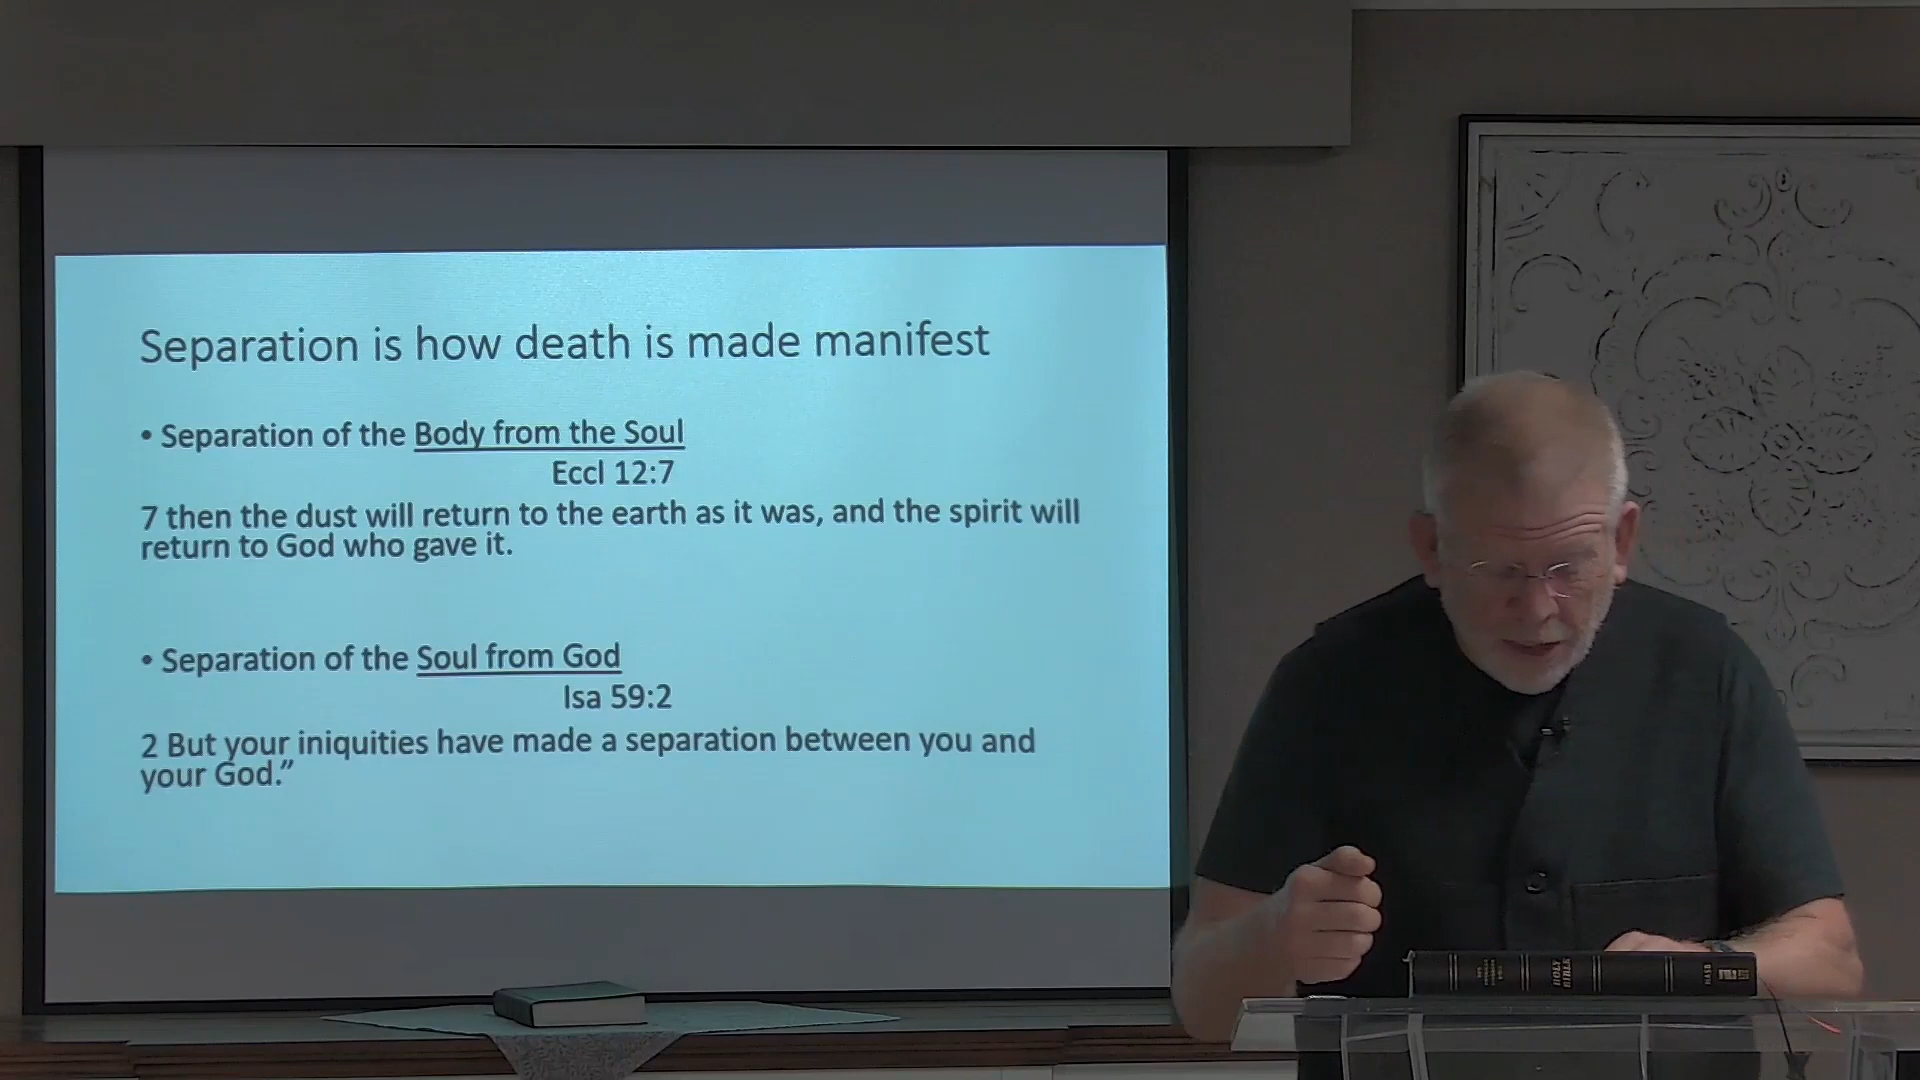 Separation is how death is made manifest
• Separation of the Body from the Soul
Eccl 12:7
7 then the dust will return to the earth as it was, and the spirit will
return to God who gave it.
• Separation of the Soul from God
Isa 59:2
2 But your iniquities have made a separation between you and
your God.”
HOLY
BIBLE
NASB